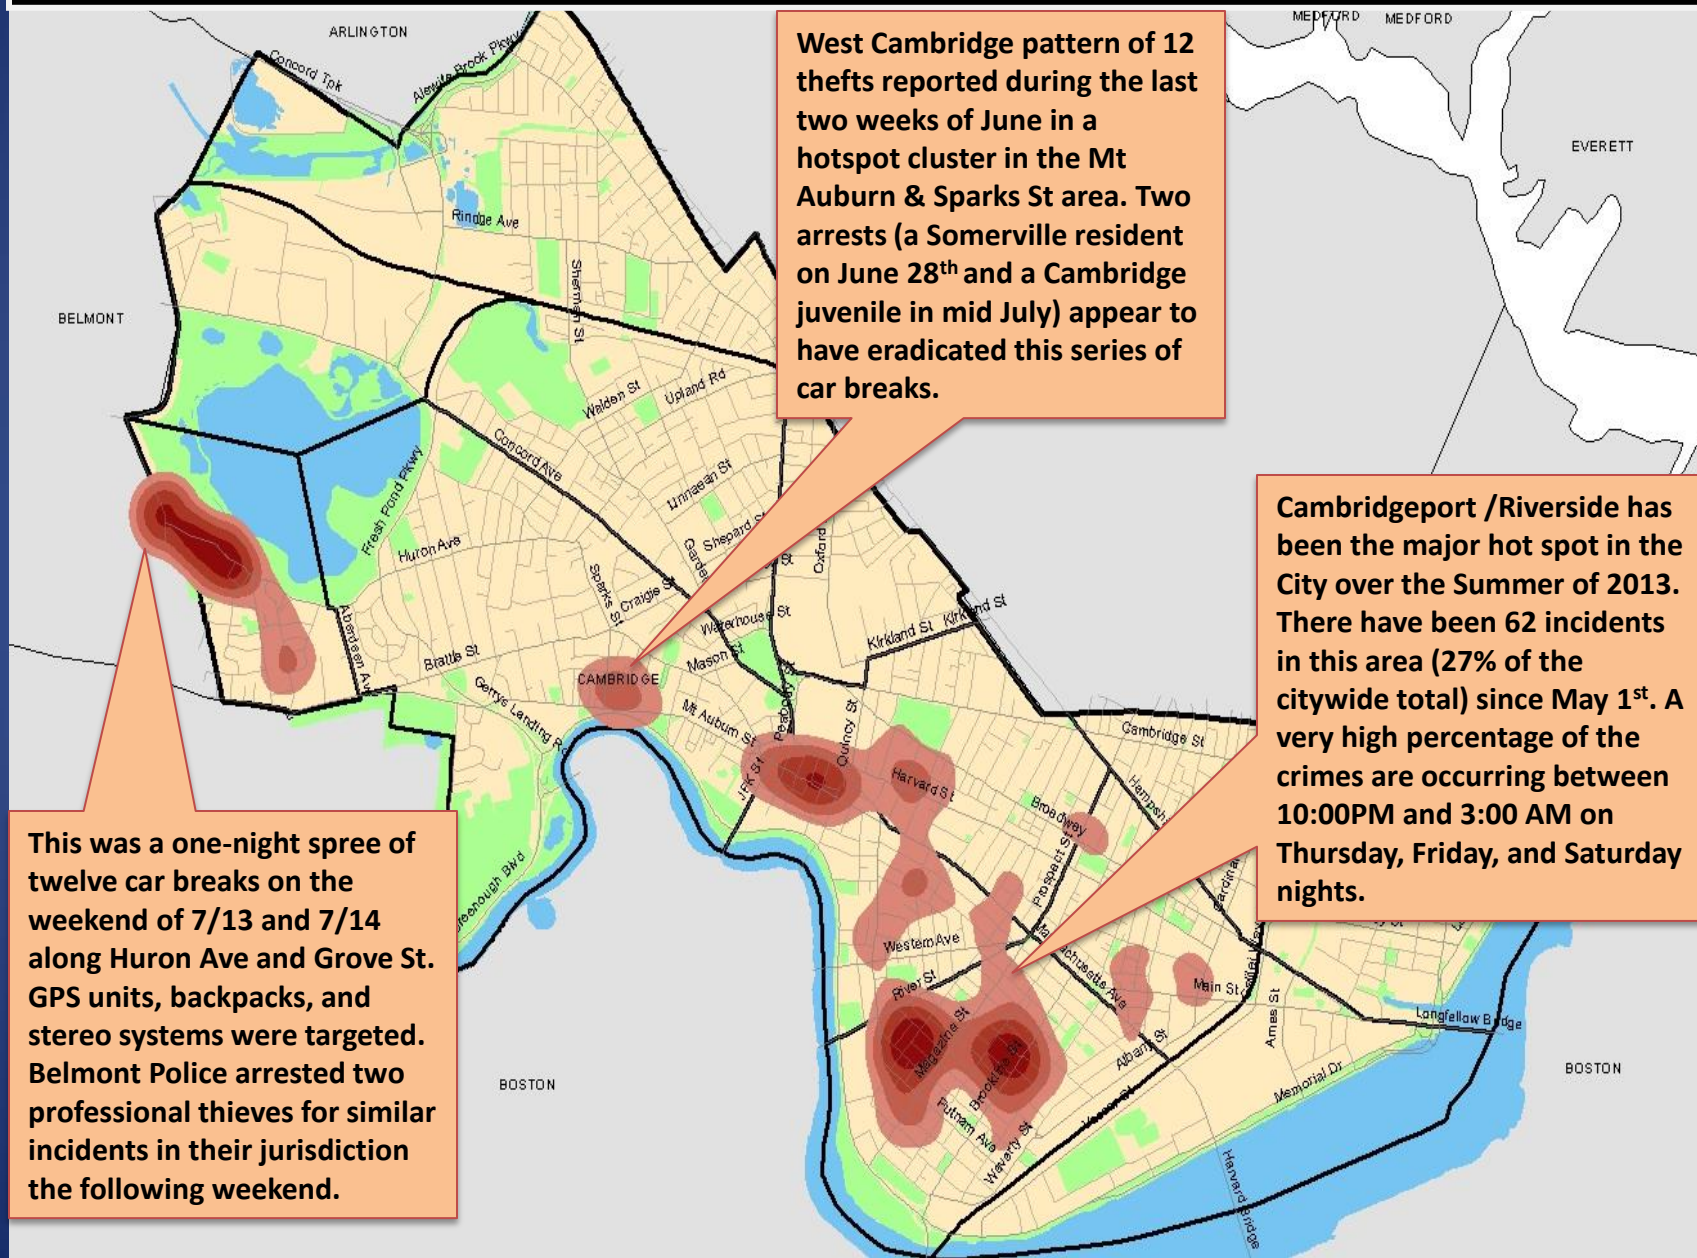 ARLINGTON
MEDFORD
MEDFORD
EVERETT
BELMONT
CAMBRIDGE
BOSTON
BOSTON
West Cambridge pattern of 12
thefts reported during the last
two weeks of June in a
hotspot cluster in the Mt
Auburn & Sparks St area. Two
arrests (a Somerville resident
on June 28th and a Cambridge
juvenile in mid July) appear to
have eradicated this series of
car breaks.
Cambridgeport /Riverside has
been the major hot spot in the
City over the Summer of 2013.
There have been 62 incidents
in this area (27% of the
citywide total) since May 1st. A
very high percentage of the
crimes are occurring between
10:00PM and 3:00 AM on
Thursday, Friday, and Saturday
nights.
This was a one-night spree of
twelve car breaks on the
weekend of 7/13 and 7/14
along Huron Ave and Grove St.
GPS units, backpacks, and
stereo systems were targeted.
Belmont Police arrested two
professional thieves for similar
incidents in their jurisdiction
the following weekend.
Concord Tpk
Alewife Brook Pkwy
Rindge Ave
Sherman St
Walden St
Upland Rd
Concord Ave
Linnaean St
Shepard St
Fresh Pond Pkwy
Huron Ave
Sparks St
Craigie St
Oxford
St
Waterhouse St
Mason St
Kirkland St
Kirkland St
Aberdeen Av
Brattle St
Gerrys Landing Rd
Mt Auburn St
Peabody St
JFK St
Quincy St
Harvard St
Cambridge St
Broadway
Prospect St
Western Ave
River St
Magazine St
Brookline St
Putnam Ave
Waverly St
Albany St
Vassar St
Main St
Ames St
Memorial Dr
Longfellow Bridge
Harvard Bridge